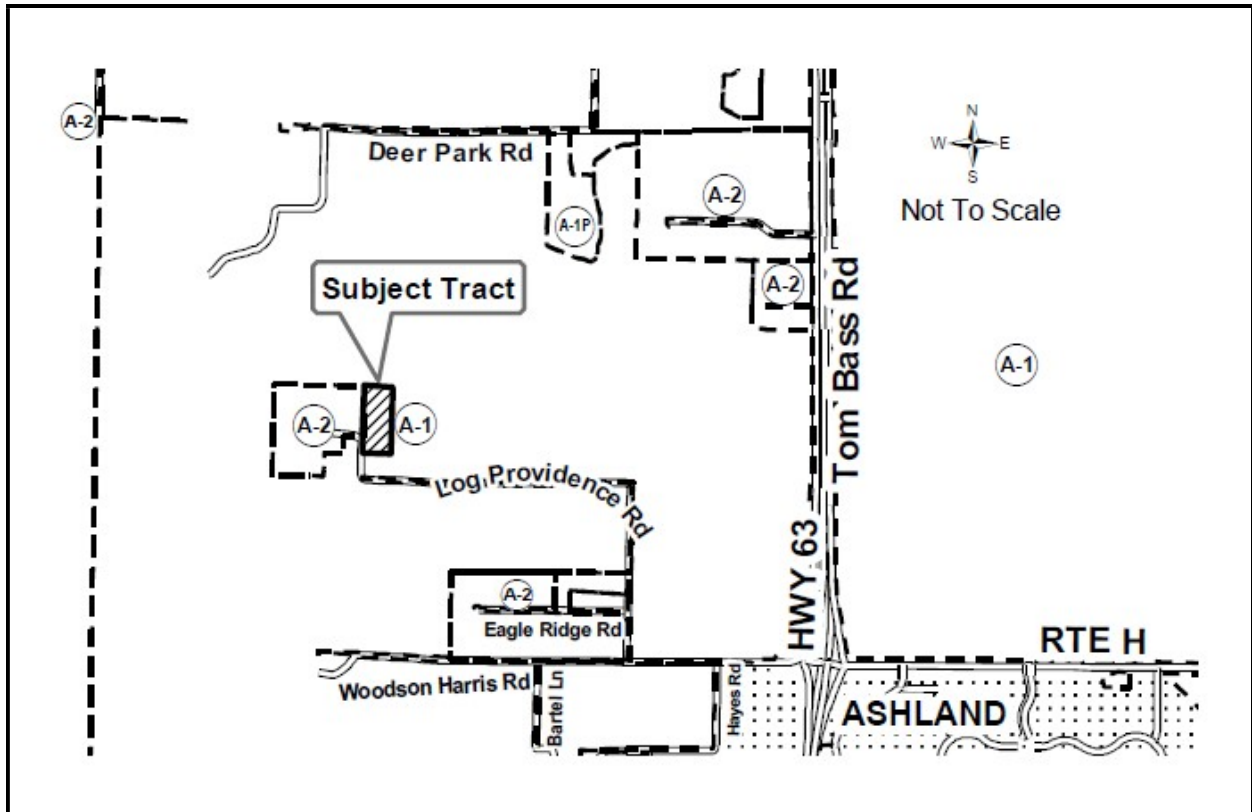 A-2
Deer Park Rd
A-1P
A-2
N
W E
S
Not To Scale
Subject Tract
A-2
Tom Bass Rd
A-1
A-2
A-1
Log Providence Rd
HWY 63
A-2
Eagle Ridge Rd
RTE H
Woodson Harris Rd
Bartel Ln
Hayes Rd
ASHLAND